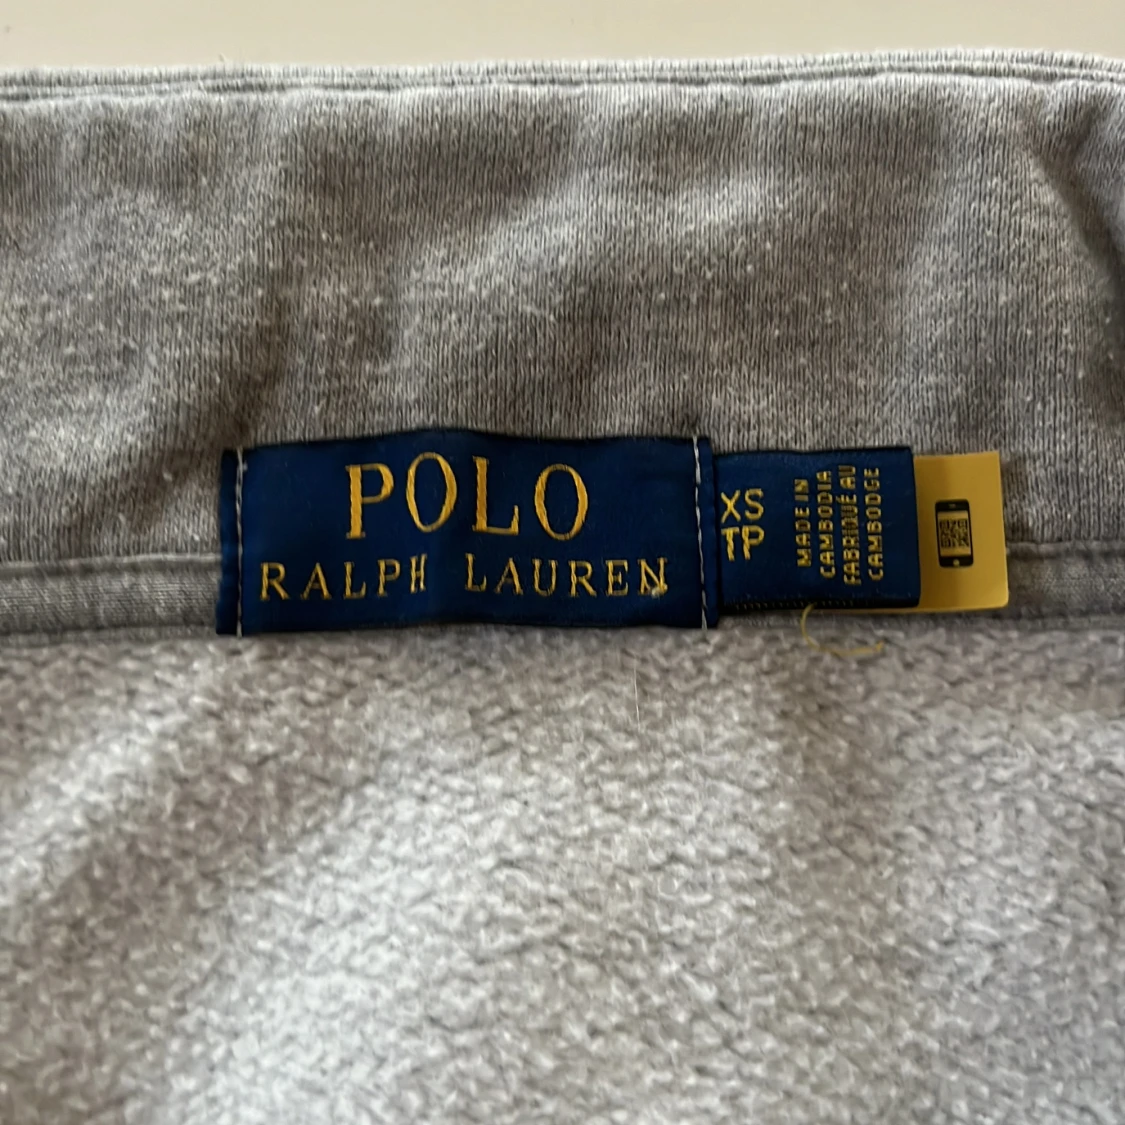 POLO
RALPH LAUREN
XS
TP
MADE IN
CAMBODIA
FABRIQUÉ AU
CAMBODGE